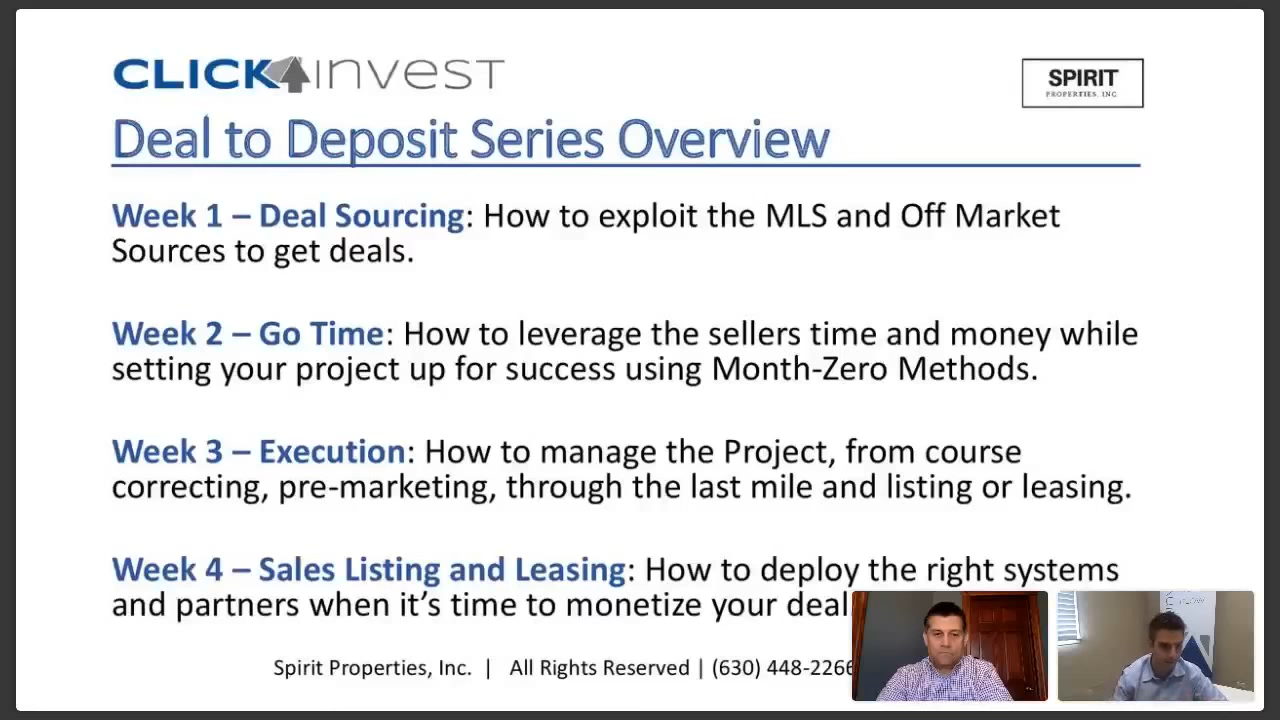 CLICK4invest
SPIRIT
PROPERTIES, INC
Deal to Deposit Series Overview
Week 1 – Deal Sourcing: How to exploit the MLS and Off Market
Sources to get deals.
Week 2 – Go Time: How to leverage the sellers time and money while
setting your project up for success using Month-Zero Methods.
Week 3 – Execution: How to manage the Project, from course
correcting, pre-marketing, through the last mile and listing or leasing.
Week 4 – Sales Listing and Leasing: How to deploy the right systems
and partners when it’s time to monetize your deal
Spirit Properties, Inc. | All Rights Reserved | (630) 448-2266